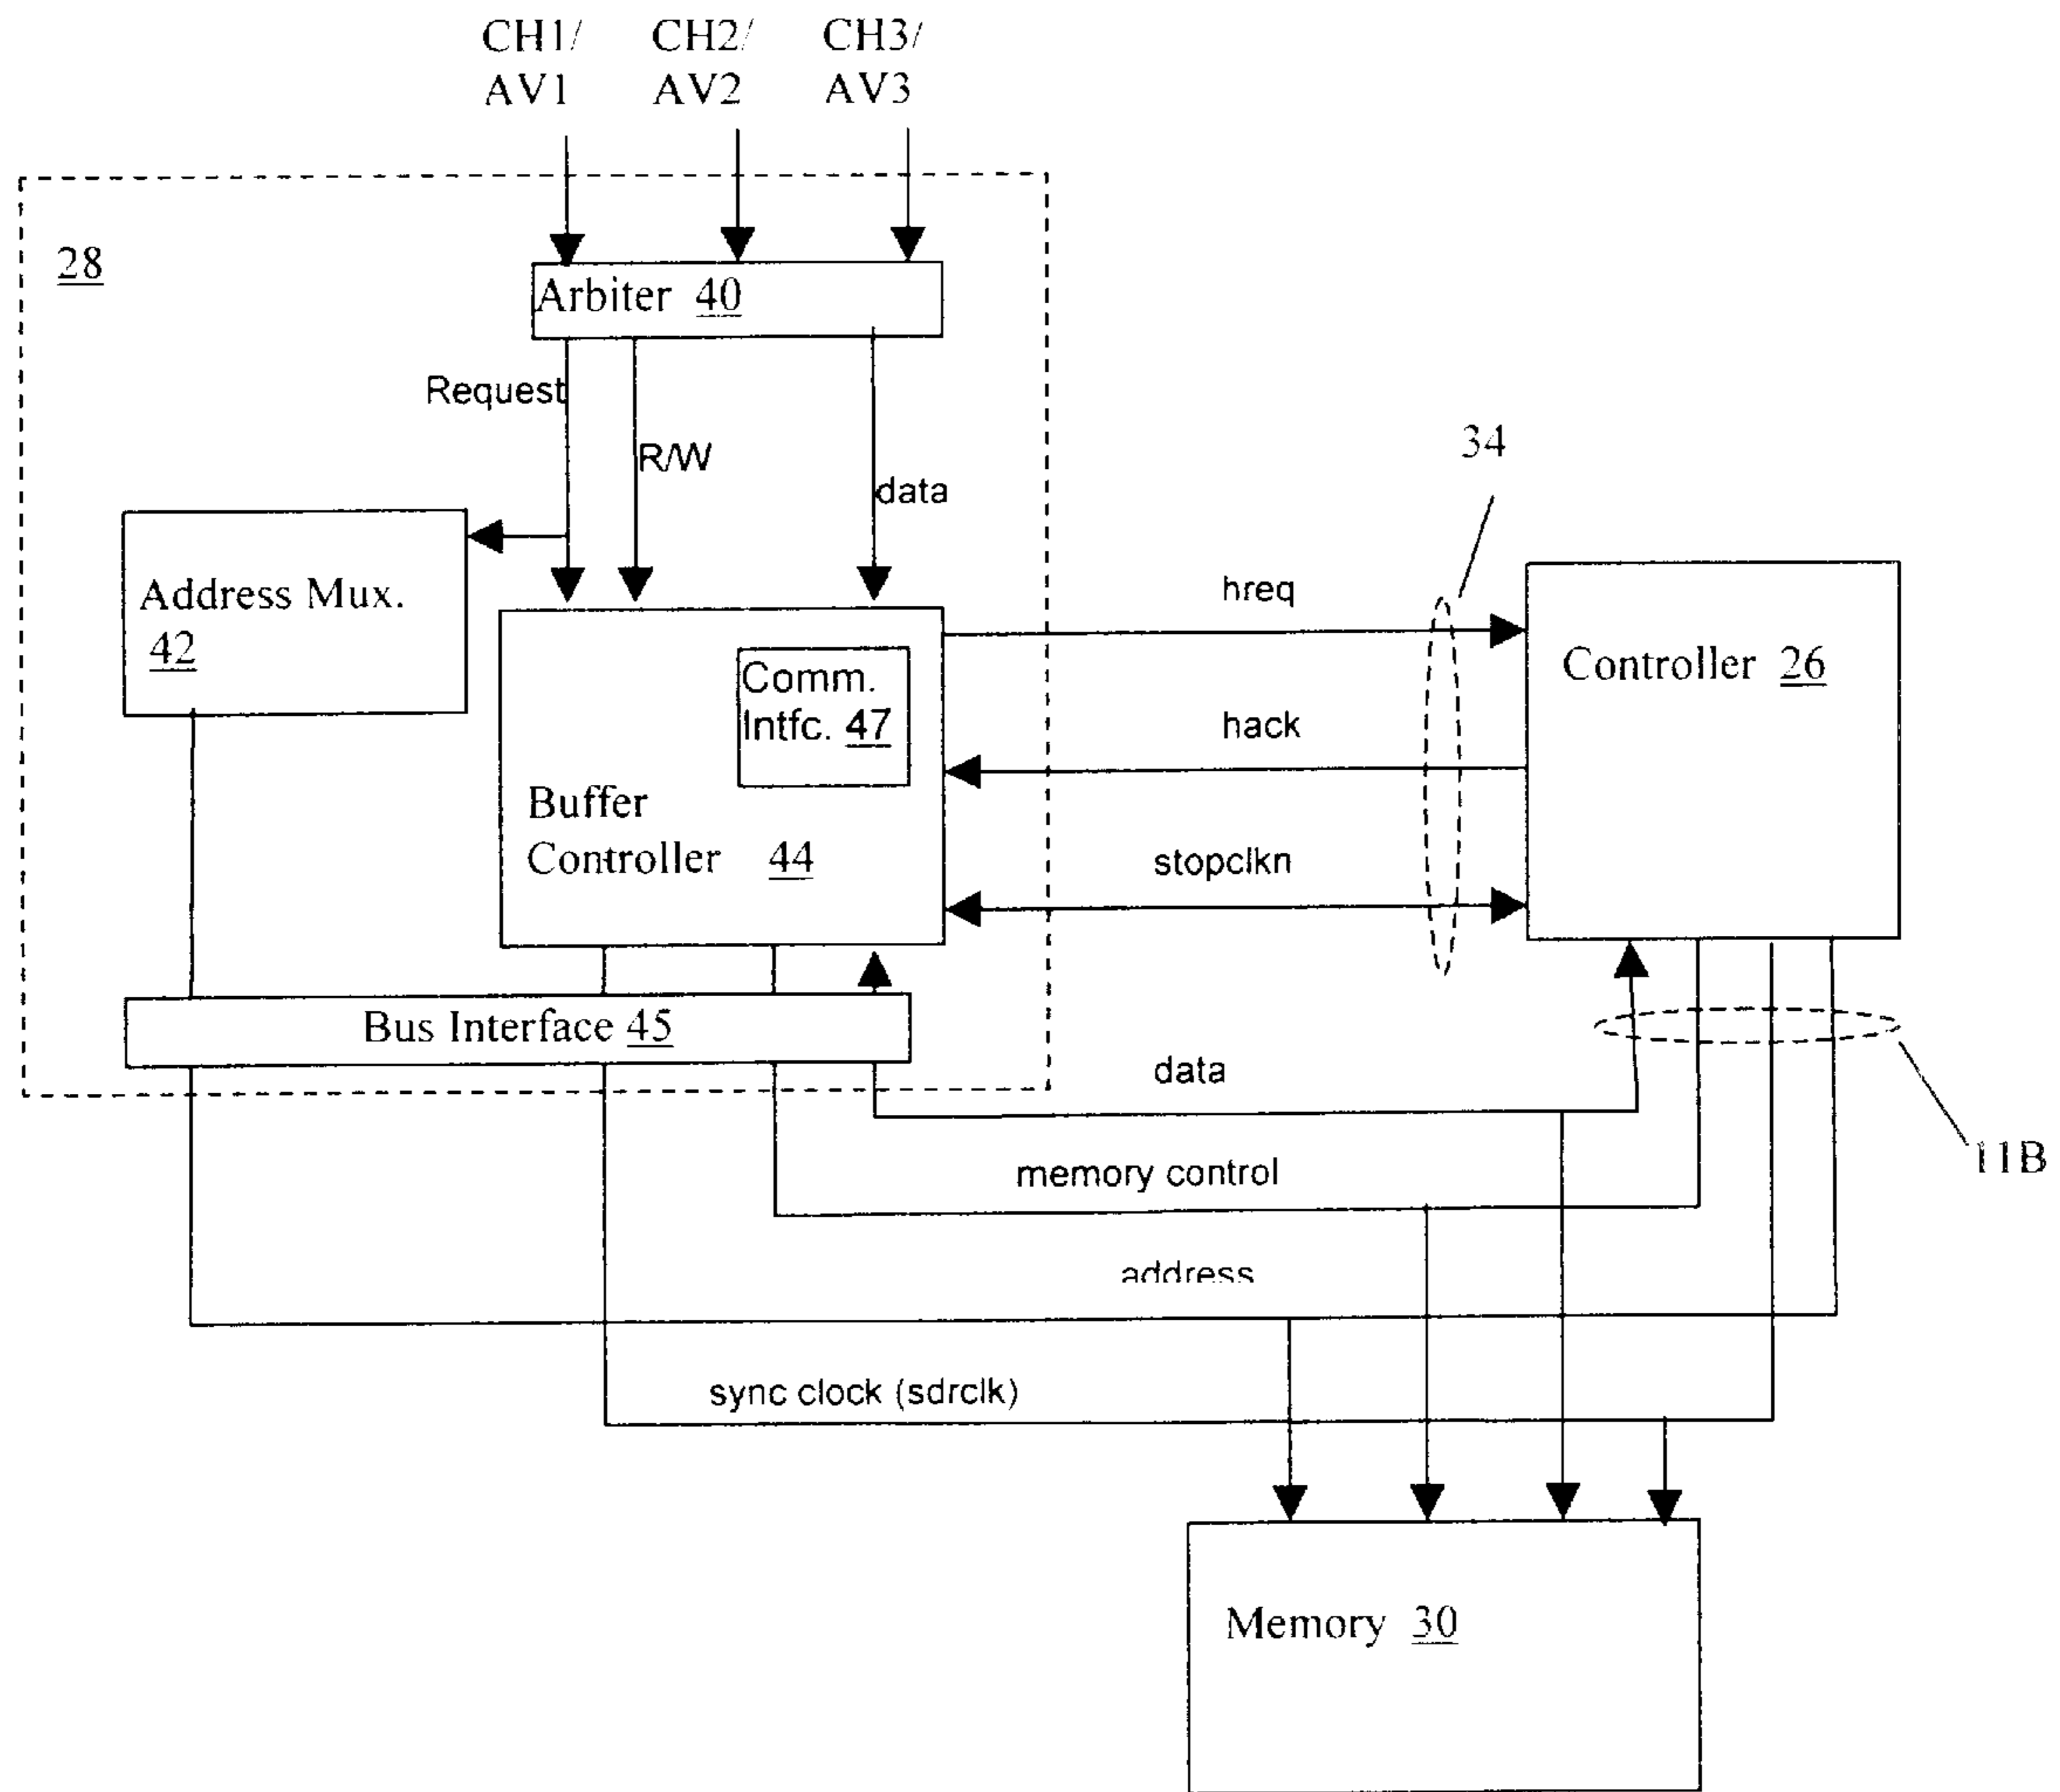 CH1/ CH2/ CH3/
AV1 AV2 AV3
28
Arbiter 40
Request
R/W
data
34
Address Mux.
42
hreq
Controller 26
Comm.
Intfc. 47
hack
Buffer
Controller 44
stopclkn
Bus Interface 45
data
11B
memory control
address
sync clock (sdrclk)
Memory 30